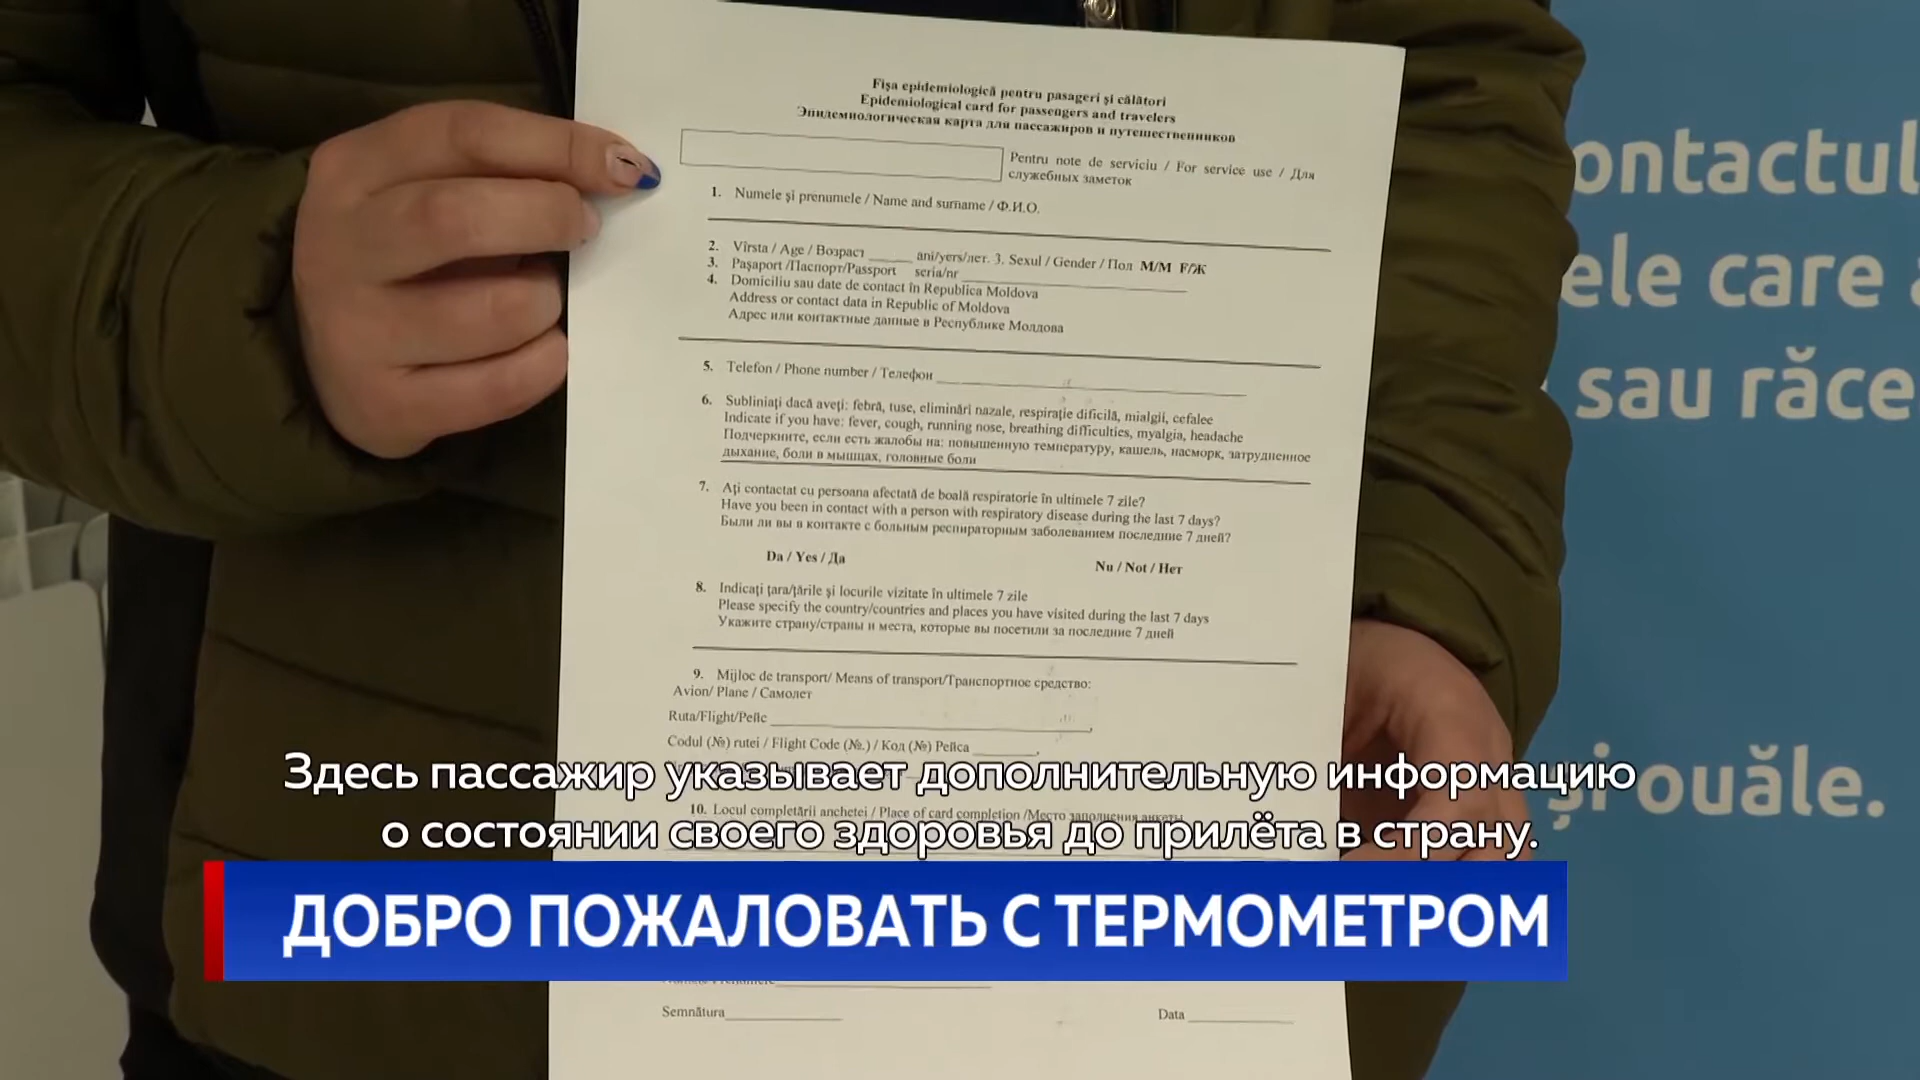 Fişa epidemiologică pentru pasageri şi călători
Epidemiological card for passengers and travelers
Эпидемиологическая карта для пассажиров и путешественников
Pentru note de serviciu / For service use / Для
служебных заметок
1. Numele şi prenumele / Name and surname / Ф.И.О.
2. Vîrsta / Age / Возраст ______ ani/yers/лет. 3. Sexul / Gender / Пол М/М F/Ж
3. Paşaport /Паспорт/Passport seria/nr
4. Domiciliu sau date de contact în Republica Moldova
Address or contact data in Republic of Moldova
Адрес или контактные данные в Республике Молдова
5. Telefon / Phone number / Телефон
6. Subliniaţi dacă aveţi: febră, tuse, eliminări nazale, respiraţie dificilă, mialgii, cefalee
Indicate if you have: fever, cough, running nose, breathing difficulties, myalgia, headache
Подчеркните, если есть жалобы на: повышенную температуру, кашель, насморк, затрудненное
дыхание, боли в мышцах, головные боли
7. Aţi contactat cu persoana afectată de boală respiratorie în ultimele 7 zile?
Have you been in contact with a person with respiratory disease during the last 7 days?
Были ли вы в контакте с больным респираторным заболеванием последние 7 дней?
Da / Yes / Да Nu / Not / Нет
8. Indicaţi ţara/ţările şi locurile vizitate în ultimele 7 zile
Please specify the country/countries and places you have visited during the last 7 days
Укажите страну/страны и места, которые вы посетили за последние 7 дней
9. Mijloc de transport/ Means of transport/Транспортное средство:
Avion/ Plane / Самолет
Ruta/Flight/Рейс
Codul (№) rutei / Flight Code (№.) / Код (№) Рейса
10. Locul completării anchetei / Place of card completion /Место заполнения анкеты
Semnătura Data
ontactul
ele care
sau răce
și ouăle.
Здесь пассажир указывает дополнительную информацию
о состоянии своего здоровья до прилёта в страну.
ДОБРО ПОЖАЛОВАТЬ С ТЕРМОМЕТРОМ